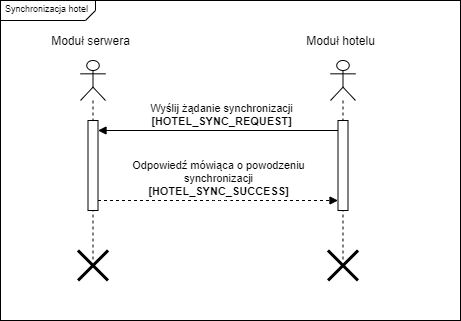 Synchronizacja hotel
Moduł serwera
Moduł hotelu
Wyślij żądanie synchronizacji
[HOTEL_SYNC_REQUEST]
Odpowiedź mówiąca o powodzeniu
synchronizacji
[HOTEL_SYNC_SUCCESS]